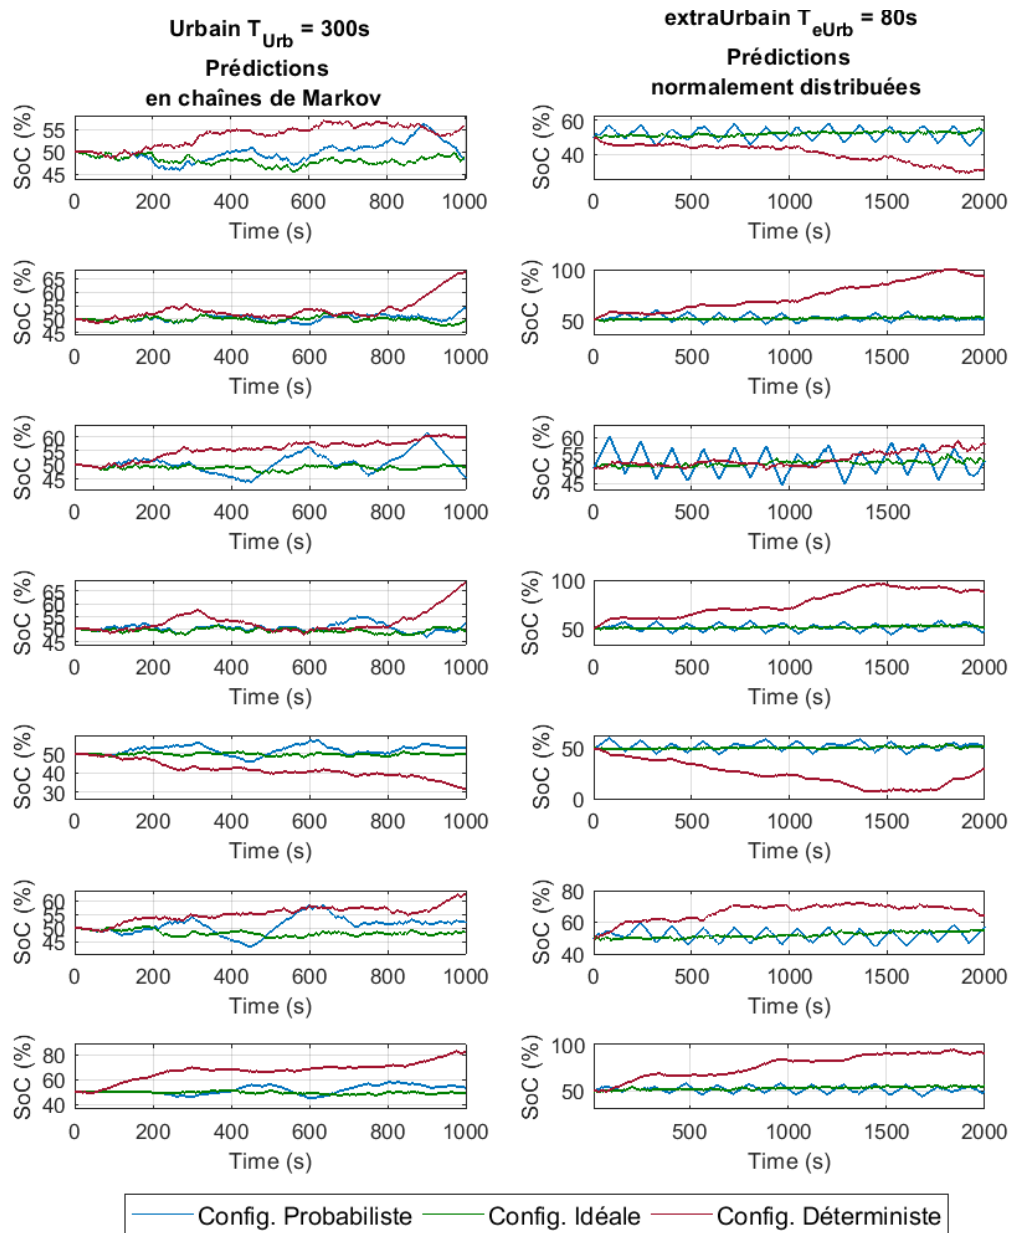 Urbain T_Urb = 300s
Prédictions
en chaînes de Markov
extraUrbain T_eUrb = 80s
Prédictions
normalement distribuées
SoC (%)
55
50
45
0 200 400 600 800 1000
Time (s)
SoC (%)
60
40
0 500 1000 1500 2000
Time (s)
SoC (%)
65
60
55
50
45
0 200 400 600 800 1000
Time (s)
SoC (%)
100
50
0 500 1000 1500 2000
Time (s)
SoC (%)
60
55
50
45
0 200 400 600 800 1000
Time (s)
SoC (%)
60
55
50
45
0 500 1000 1500
Time (s)
SoC (%)
65
60
55
50
45
0 200 400 600 800 1000
Time (s)
SoC (%)
100
50
0 500 1000 1500 2000
Time (s)
SoC (%)
50
40
30
0 200 400 600 800 1000
Time (s)
SoC (%)
50
0
0 500 1000 1500 2000
Time (s)
SoC (%)
60
55
50
45
0 200 400 600 800 1000
Time (s)
SoC (%)
80
60
40
0 500 1000 1500 2000
Time (s)
SoC (%)
80
60
40
0 200 400 600 800 1000
Time (s)
SoC (%)
100
50
500 1000 1500 2000
Time (s)
Config. Probabiliste Config. Idéale Config. Déterministe